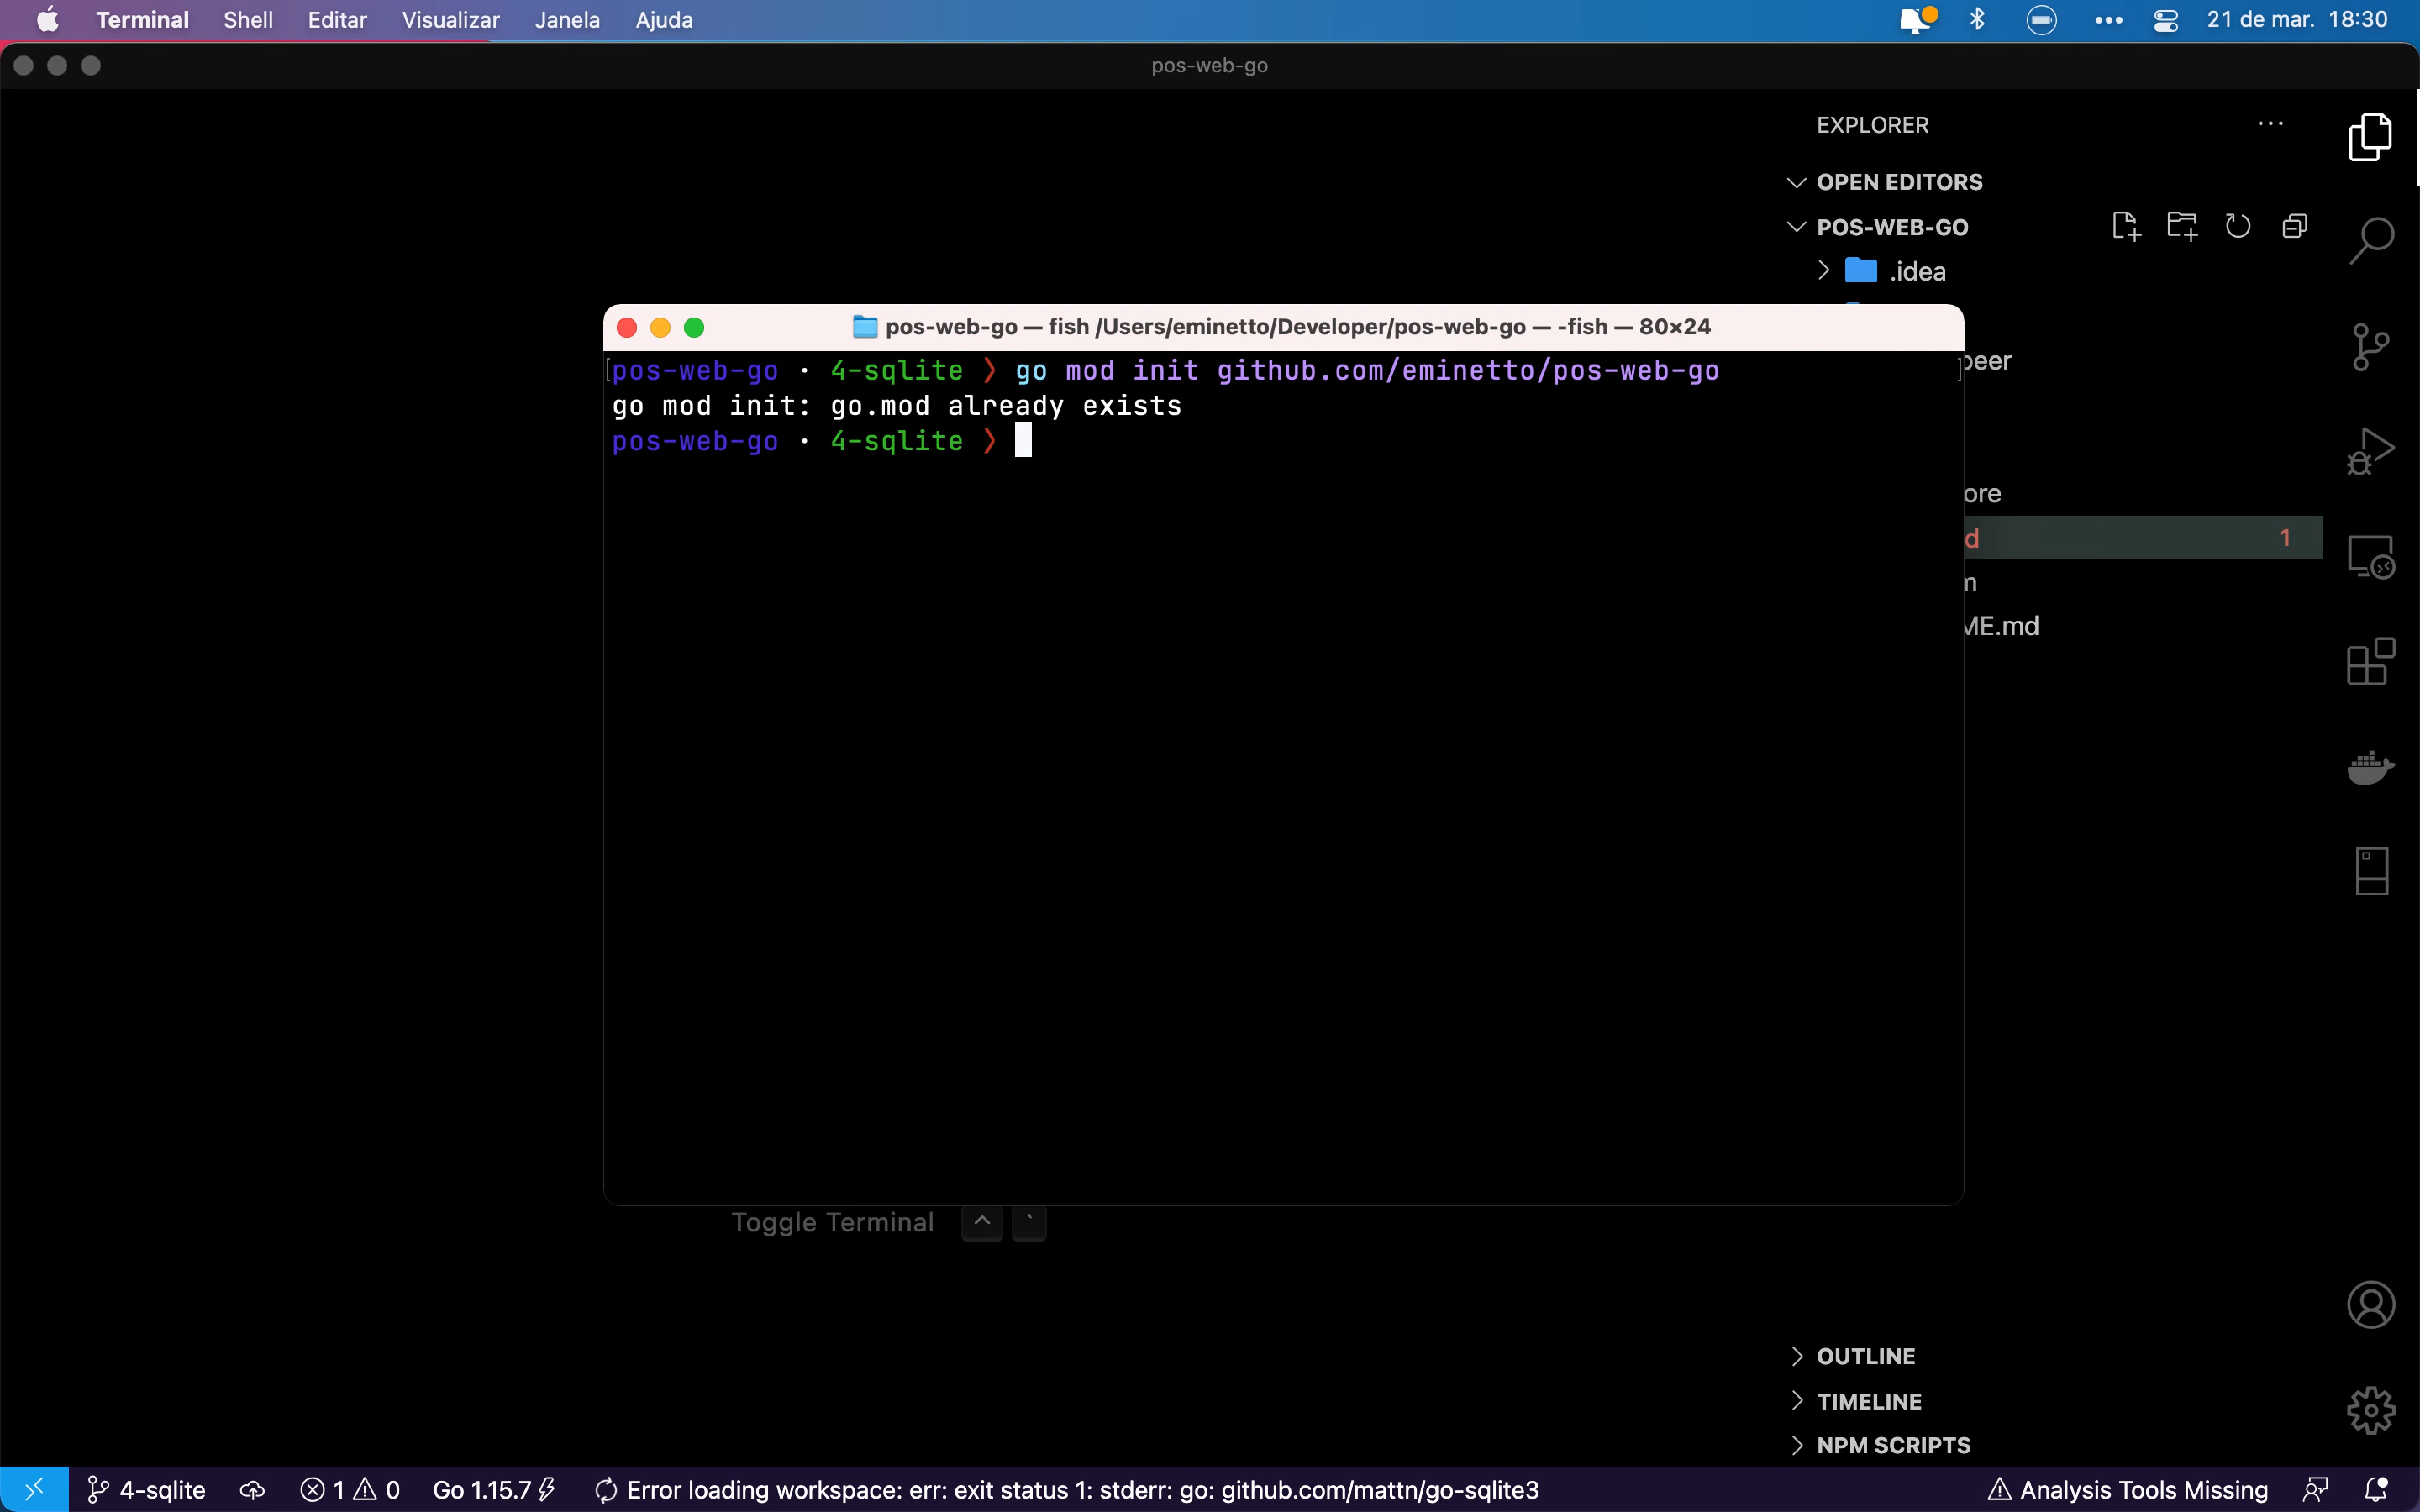 Terminal Shell Editar Visualizar Janela Ajuda 21 de mar. 18:30
pos-web-go
EXPLORER
OPEN EDITORS
POS-WEB-GO
.idea
pos-web-go — fish /Users/eminetto/Developer/pos-web-go — -fish — 80×24
pos-web-go · 4-sqlite ❯ go mod init github.com/eminetto/pos-web-go
go mod init: go.mod already exists
pos-web-go · 4-sqlite ❯
beer
ore
d 1
m
ME.md
Toggle Terminal ^ `
OUTLINE
TIMELINE
NPM SCRIPTS
4-sqlite 1 0 Go 1.15.7 Error loading workspace: err: exit status 1: stderr: go: github.com/mattn/go-sqlite3 Analysis Tools Missing